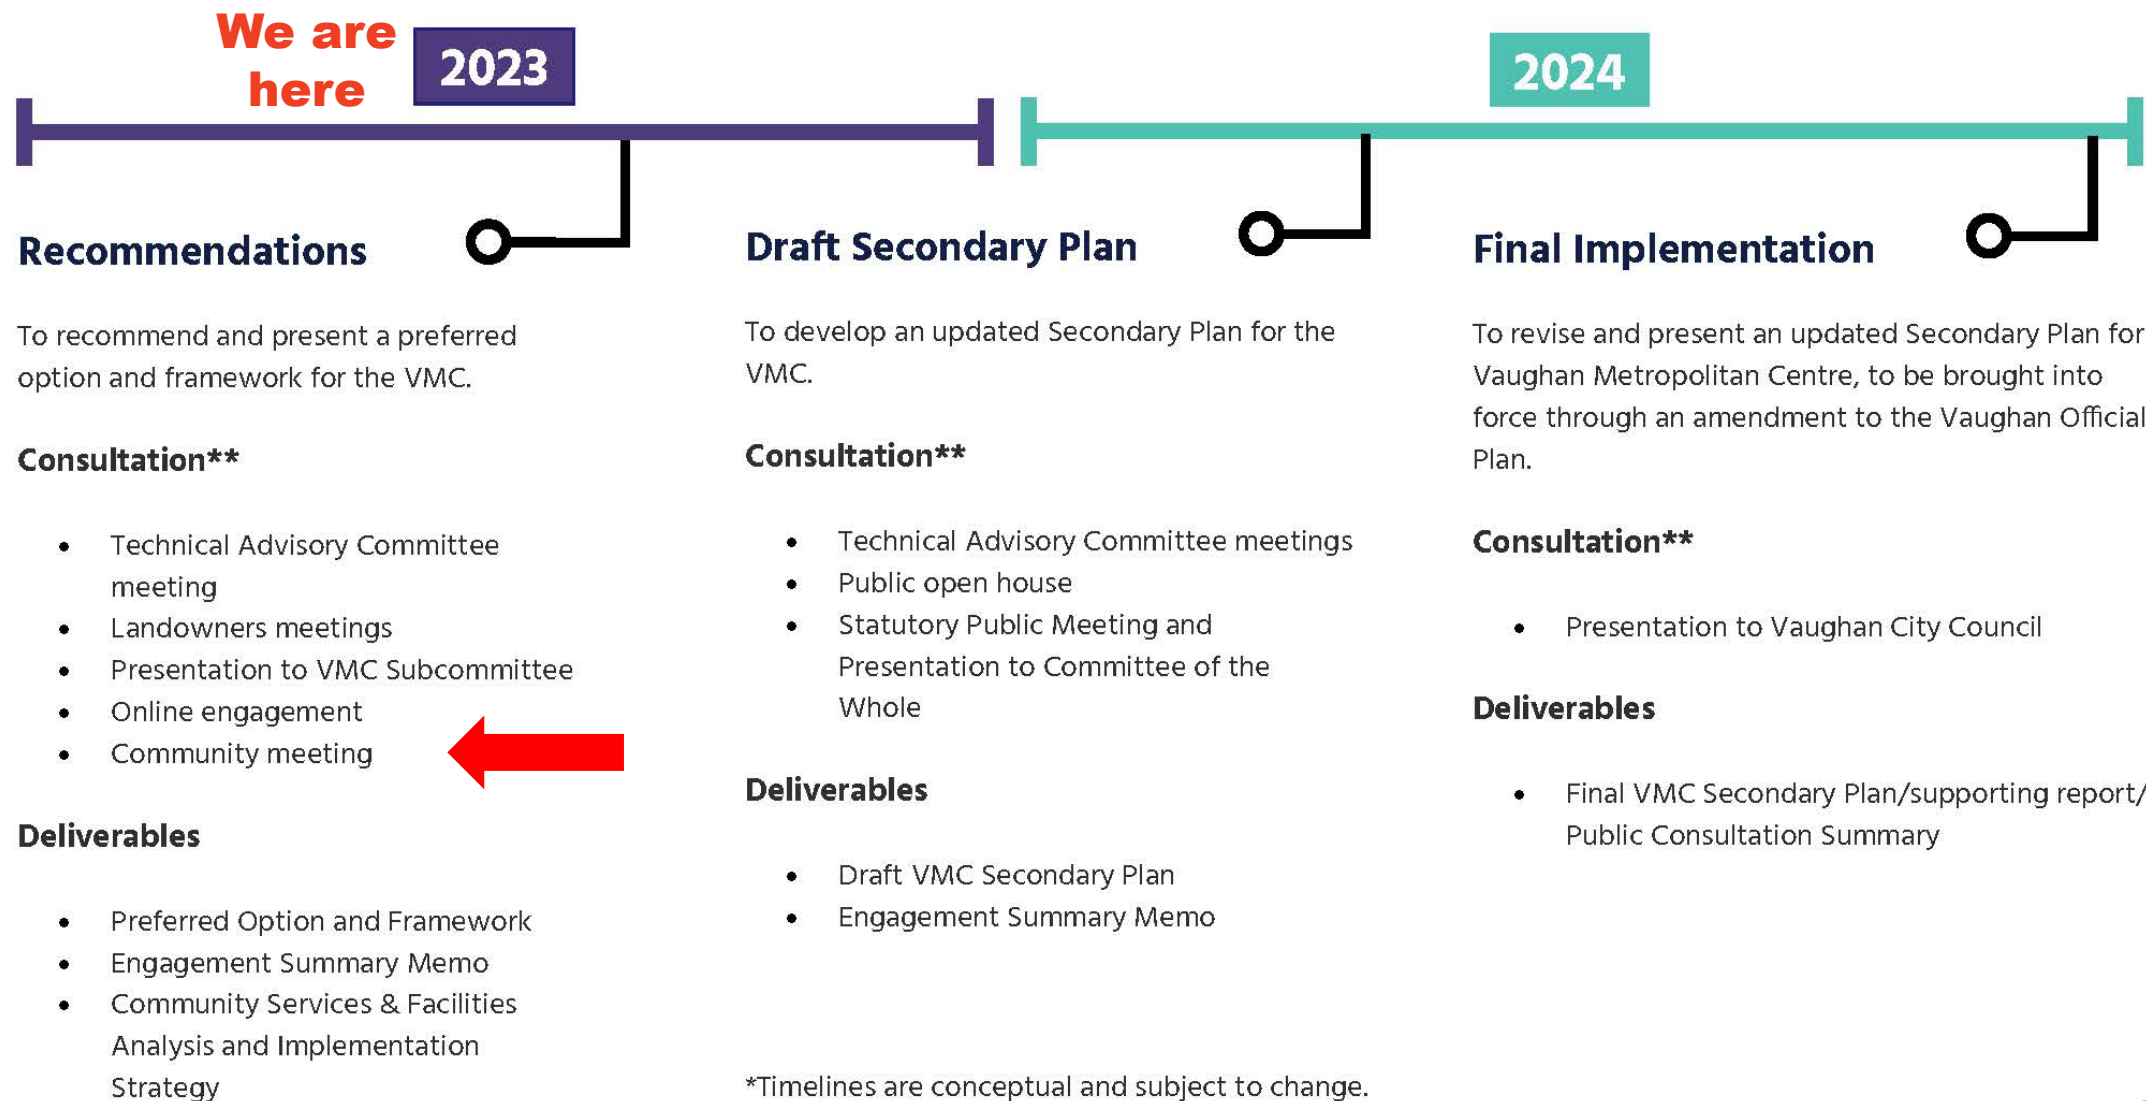 We are
here
2023
2024
Recommendations
To recommend and present a preferred
option and framework for the VMC.
Consultation**
• Technical Advisory Committee
meeting
• Landowners meetings
• Presentation to VMC Subcommittee
• Online engagement
• Community meeting
Deliverables
• Preferred Option and Framework
• Engagement Summary Memo
• Community Services & Facilities
Analysis and Implementation
Strategy
Draft Secondary Plan
To develop an updated Secondary Plan for the
VMC.
Consultation**
• Technical Advisory Committee meetings
• Public open house
• Statutory Public Meeting and
Presentation to Committee of the
Whole
Deliverables
• Draft VMC Secondary Plan
• Engagement Summary Memo
*Timelines are conceptual and subject to change.
Final Implementation
To revise and present an updated Secondary Plan for
Vaughan Metropolitan Centre, to be brought into
force through an amendment to the Vaughan Official
Plan.
Consultation**
• Presentation to Vaughan City Council
Deliverables
• Final VMC Secondary Plan/supporting report/
Public Consultation Summary